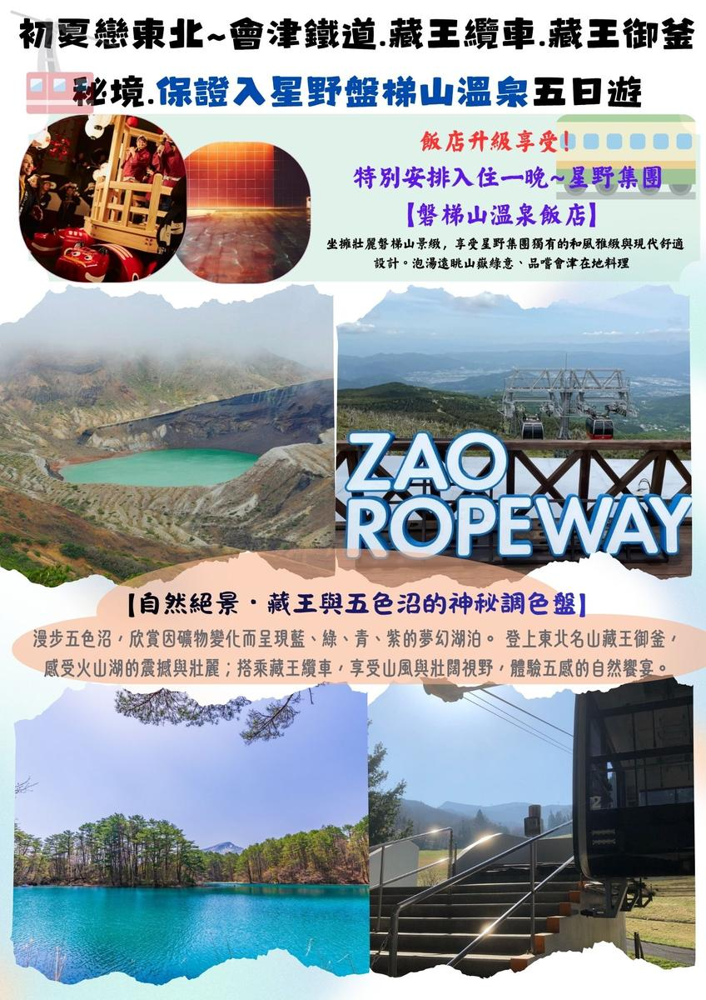 初夏戀東北~會津鐵道.藏王纜車.藏王御釜
秘境.保證入星野盤梯山溫泉五日遊
飯店升級享受!
特別安排入住一晚~星野集團
【磐梯山溫泉飯店】
坐擁壯麗磐梯山景緻，享受星野集團獨有的和風雅緻與現代舒適
設計。泡湯遠眺山嶽綠意、品嚐會津在地料理
ZAO
ROPEWAY
【自然絕景·藏王與五色沼的神秘調色盤】
漫步五色沼，欣賞因礦物變化而呈現藍、綠、青、紫的夢幻湖泊。 登上東北名山藏王御釜，
感受火山湖的震撼與壯麗；搭乘藏王纜車，享受山風與壯闊視野，體驗五感的自然饗宴。
2